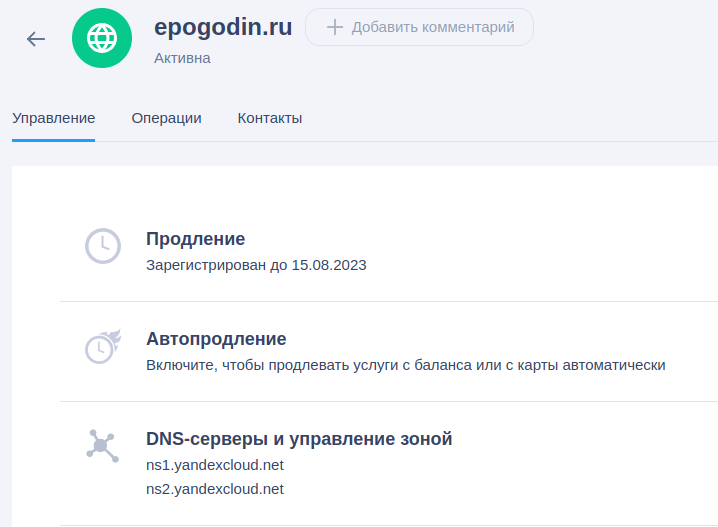 epogodin.ru
Добавить комментарий
Активна
Управление Операции Контакты
Продление
Зарегистрирован до 15.08.2023
Автопродление
Включите, чтобы продлевать услуги с баланса или с карты автоматически
DNS-серверы и управление зоной
ns1.yandexcloud.net
ns2.yandexcloud.net